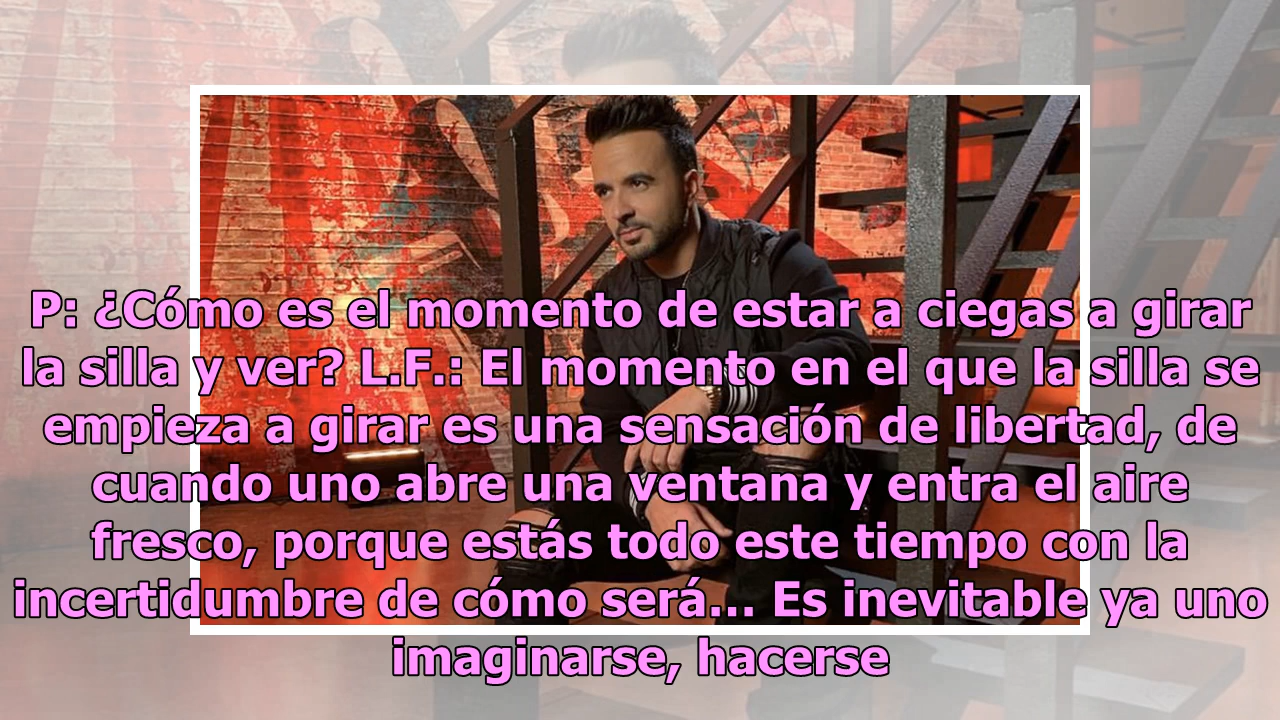 P: ¿Cómo es el momento de estar a ciegas a girar
la silla y ver? L.F.: El momento en el que la silla se
empieza a girar es una sensación de libertad, de
cuando uno abre una ventana y entra el aire
fresco, porque estás todo este tiempo con la
incertidumbre de cómo será... Es inevitable ya uno
imaginarse, hacerse